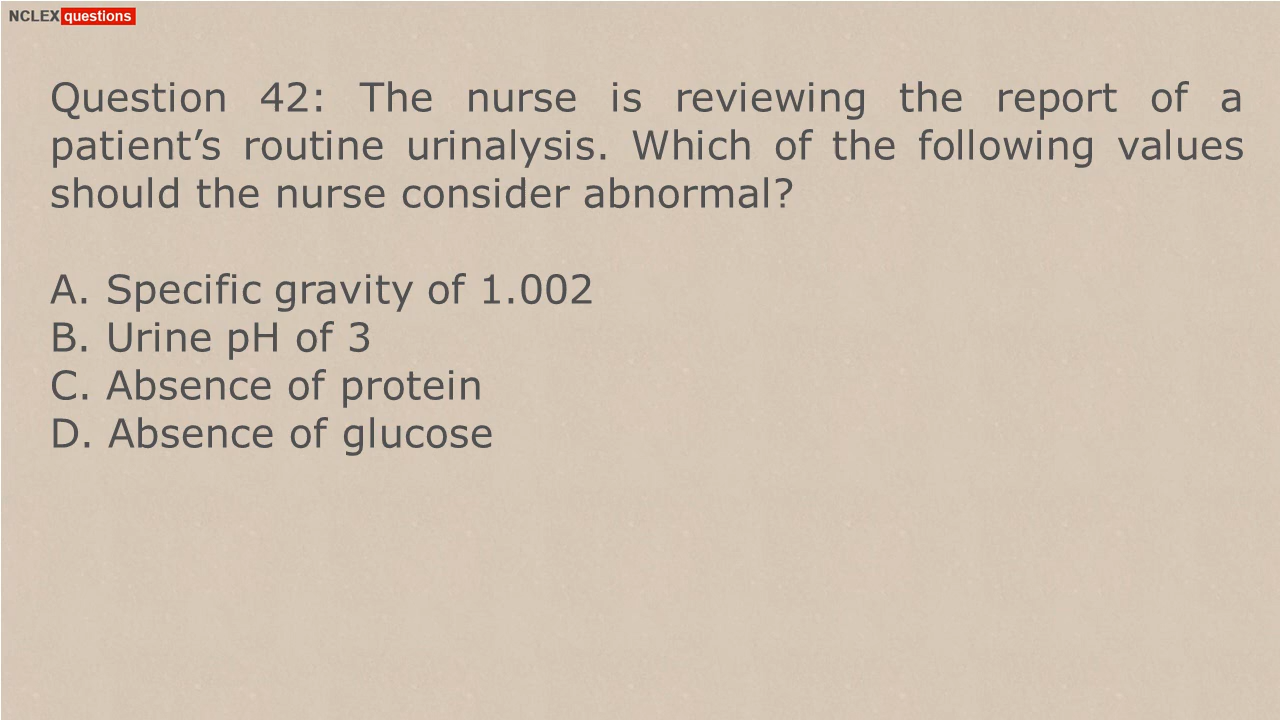 NCLEX questions
Question 42: The nurse is reviewing the report of a
patient’s routine urinalysis. Which of the following values
should the nurse consider abnormal?
A. Specific gravity of 1.002
B. Urine pH of 3
C. Absence of protein
D. Absence of glucose